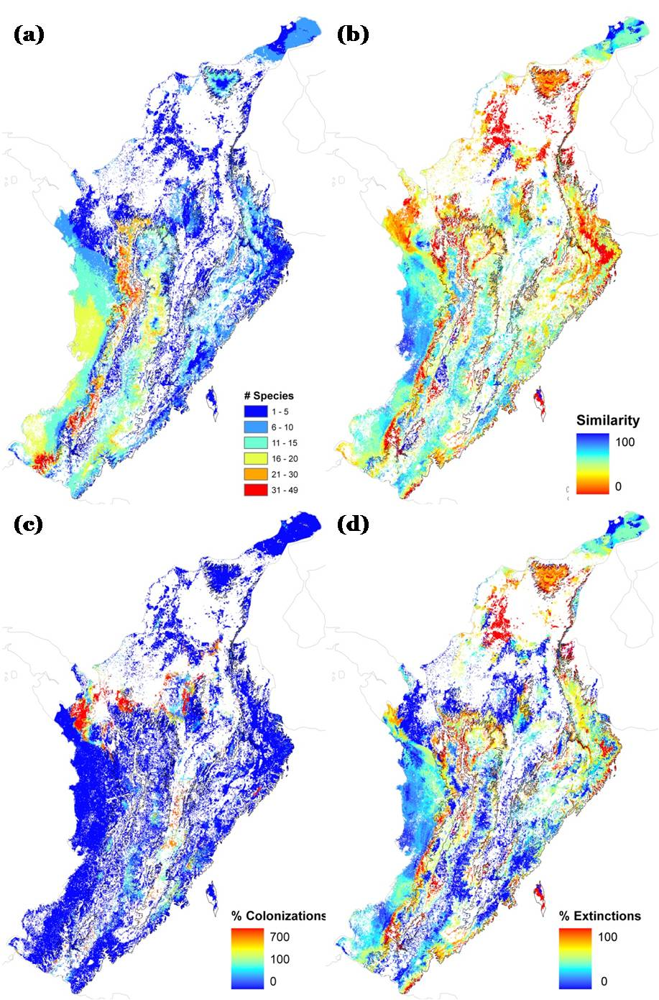 (a)
(b)
# Species
1 - 5
6 - 10
11 - 15
16 - 20
21 - 30
31 - 49
Similarity
100
0
(c)
(d)
% Colonizations
700
100
0
% Extinctions
100
0